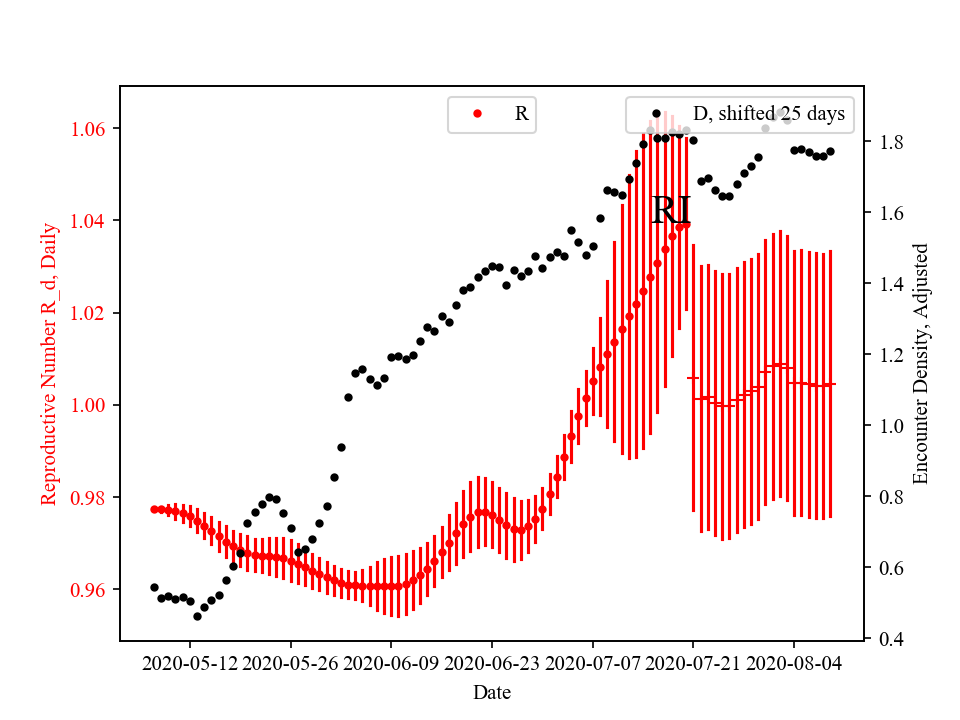 R
D, shifted 25 days
RI
1.06
1.04
1.02
1.00
0.98
0.96
Reproductive Number R_d, Daily
1.8
1.6
1.4
1.2
1.0
0.8
0.6
0.4
Encounter Density, Adjusted
2020-05-12 2020-05-26 2020-06-09 2020-06-23 2020-07-07 2020-07-21 2020-08-04
Date